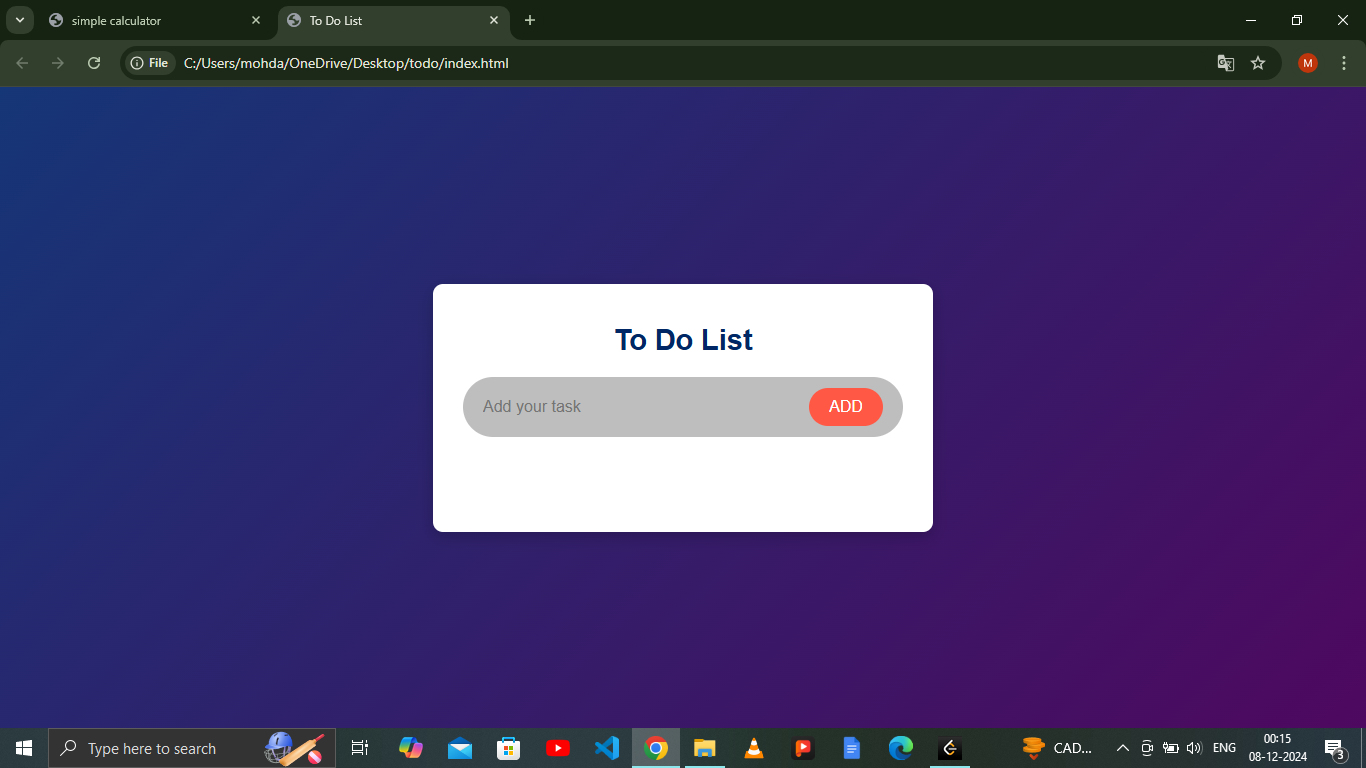 simple calculator
To Do List
File
C:/Users/mohda/OneDrive/Desktop/todo/index.html
M
To Do List
Add your task
ADD
Type here to search
CAD...
ENG
00:15
08-12-2024
3